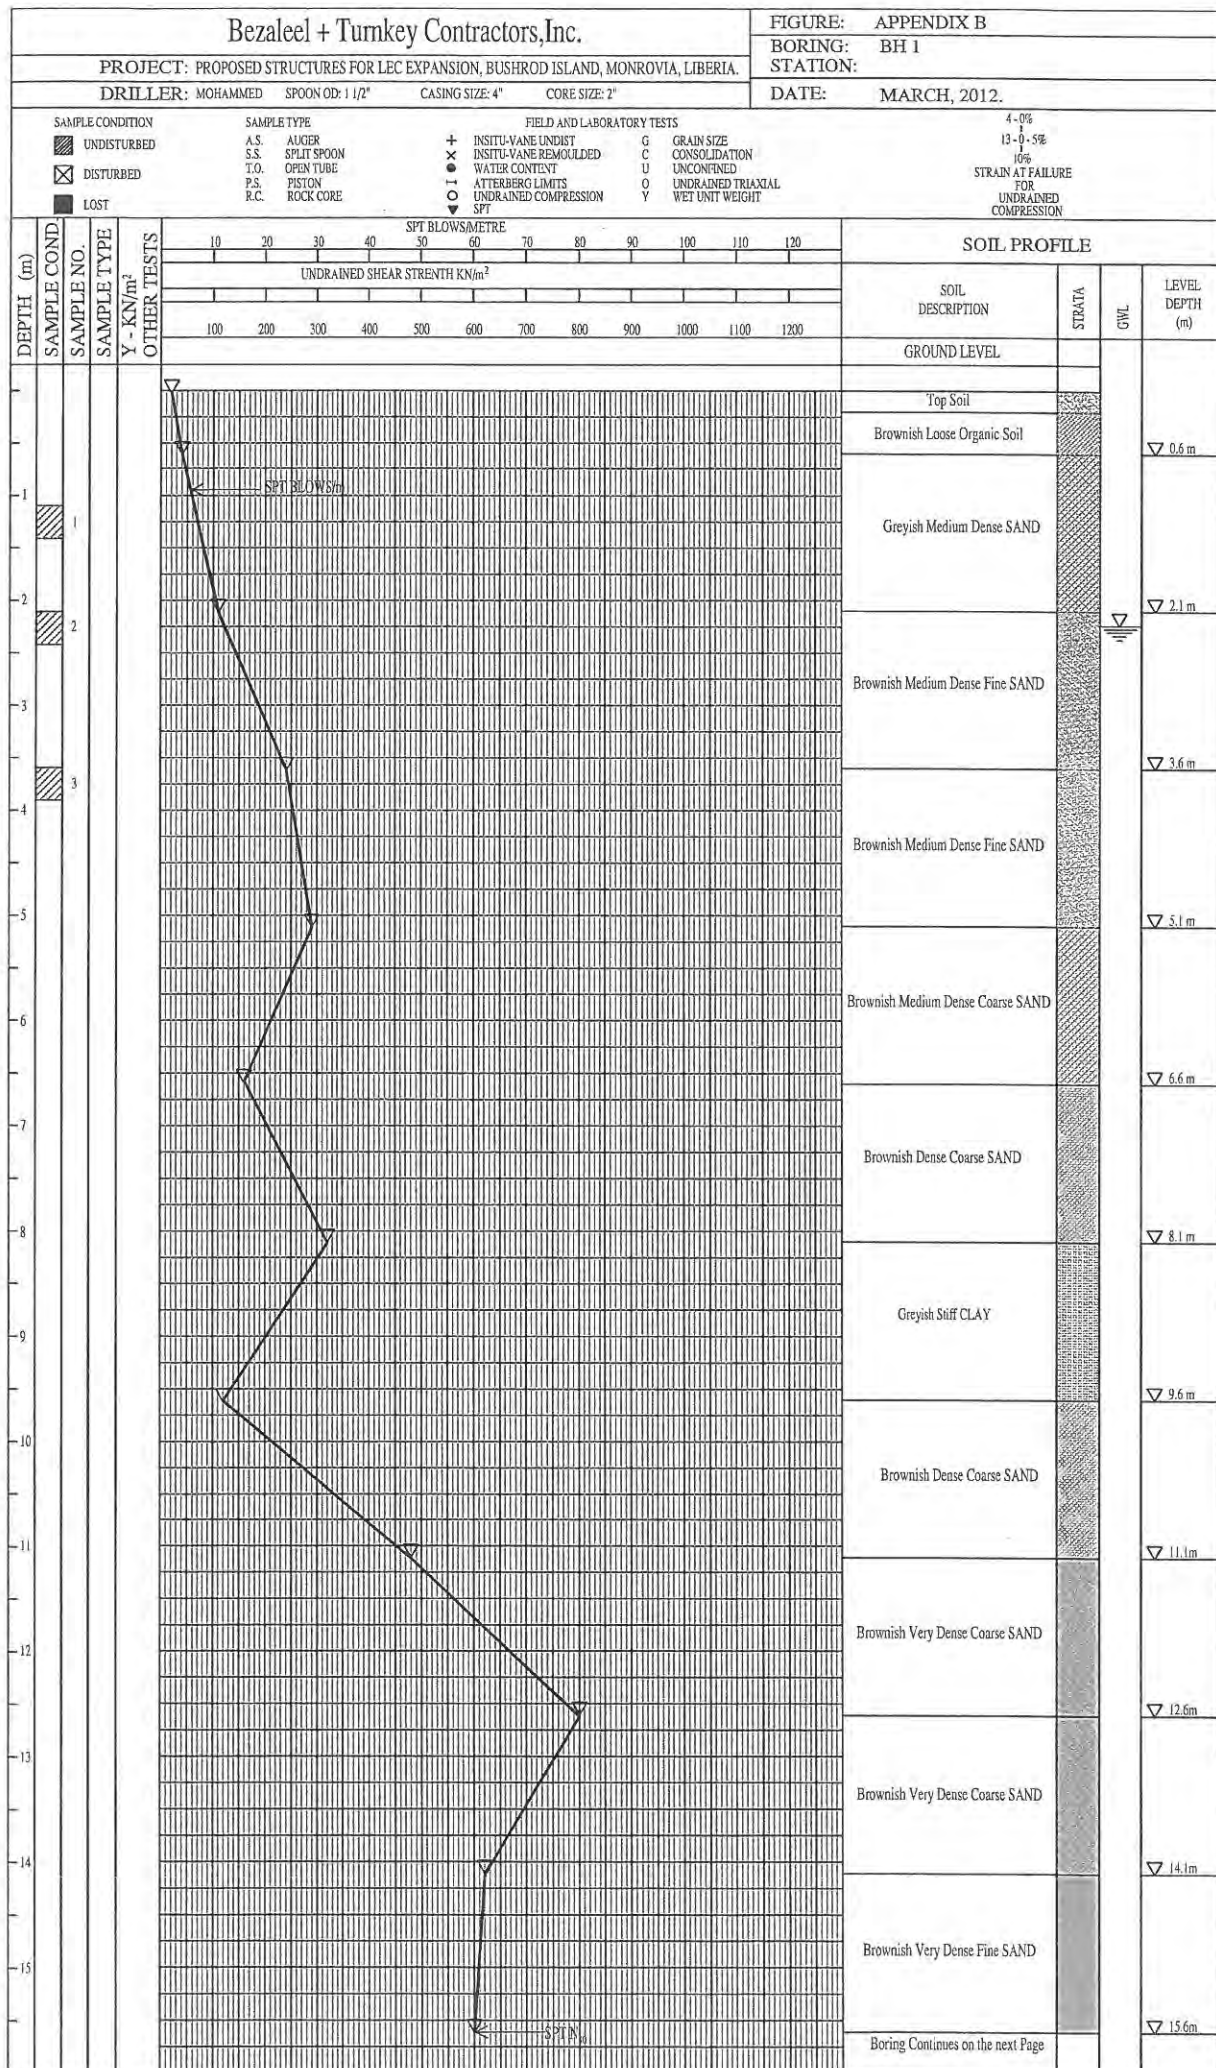 Bezaleel + Turnkey Contractors,Inc.
PROJECT: PROPOSED STRUCTURES FOR LEC EXPANSION, BUSHROD ISLAND, MONROVIA, LIBERIA.
DRILLER: MOHAMMED SPOON OD: 1 1/2" CASING SIZE: 4" CORE SIZE: 2"
FIGURE: APPENDIX B
BORING: BH 1
STATION:
DATE: MARCH, 2012.
SAMPLE CONDITION
UNDISTURBED
DISTURBED
LOST
SAMPLE TYPE
A.S. AUGER
S.S. SPLIT SPOON
T.O. OPEN TUBE
P.S. PISTON
R.C. ROCK CORE
FIELD AND LABORATORY TESTS
+ INSITU-VANE UNDIST G GRAIN SIZE
× INSITU-VANE REMOULDED C CONSOLIDATION
● WATER CONTENT U UNCONFINED
I ATTERBERG LIMITS O UNDRAINED TRIAXIAL
O UNDRAINED COMPRESSION Y WET UNIT WEIGHT
▼ SPT
4-0%
13-0-5%
10%
STRAIN AT FAILURE
FOR
UNDRAINED
COMPRESSION
DEPTH (m)
SAMPLE COND.
SAMPLE NO.
SAMPLE TYPE
Y - KN/m²
OTHER TESTS
SPT BLOWS/METRE
10 20 30 40 50 60 70 80 90 100 110 120
UNDRAINED SHEAR STRENTH KN/m²
100 200 300 400 500 600 700 800 900 1000 1100 1200
SOIL PROFILE
SOIL
DESCRIPTION
STRATA
GWL
LEVEL
DEPTH
(m)
GROUND LEVEL
Top Soil
Brownish Loose Organic Soil
0.6 m
SPT BLOWS/m
1
1
Greyish Medium Dense SAND
2
2.1 m
2
Brownish Medium Dense Fine SAND
3
3.6 m
3
4
Brownish Medium Dense Fine SAND
5
5.1 m
Brownish Medium Dense Coarse SAND
6
6.6 m
7
Brownish Dense Coarse SAND
8
8.1 m
Greyish Stiff CLAY
9
9.6 m
10
Brownish Dense Coarse SAND
11
11.1m
Brownish Very Dense Coarse SAND
12
12.6m
13
Brownish Very Dense Coarse SAND
14
14.1m
Brownish Very Dense Fine SAND
15
15.6m
SPT N
Boring Continues on the next Page